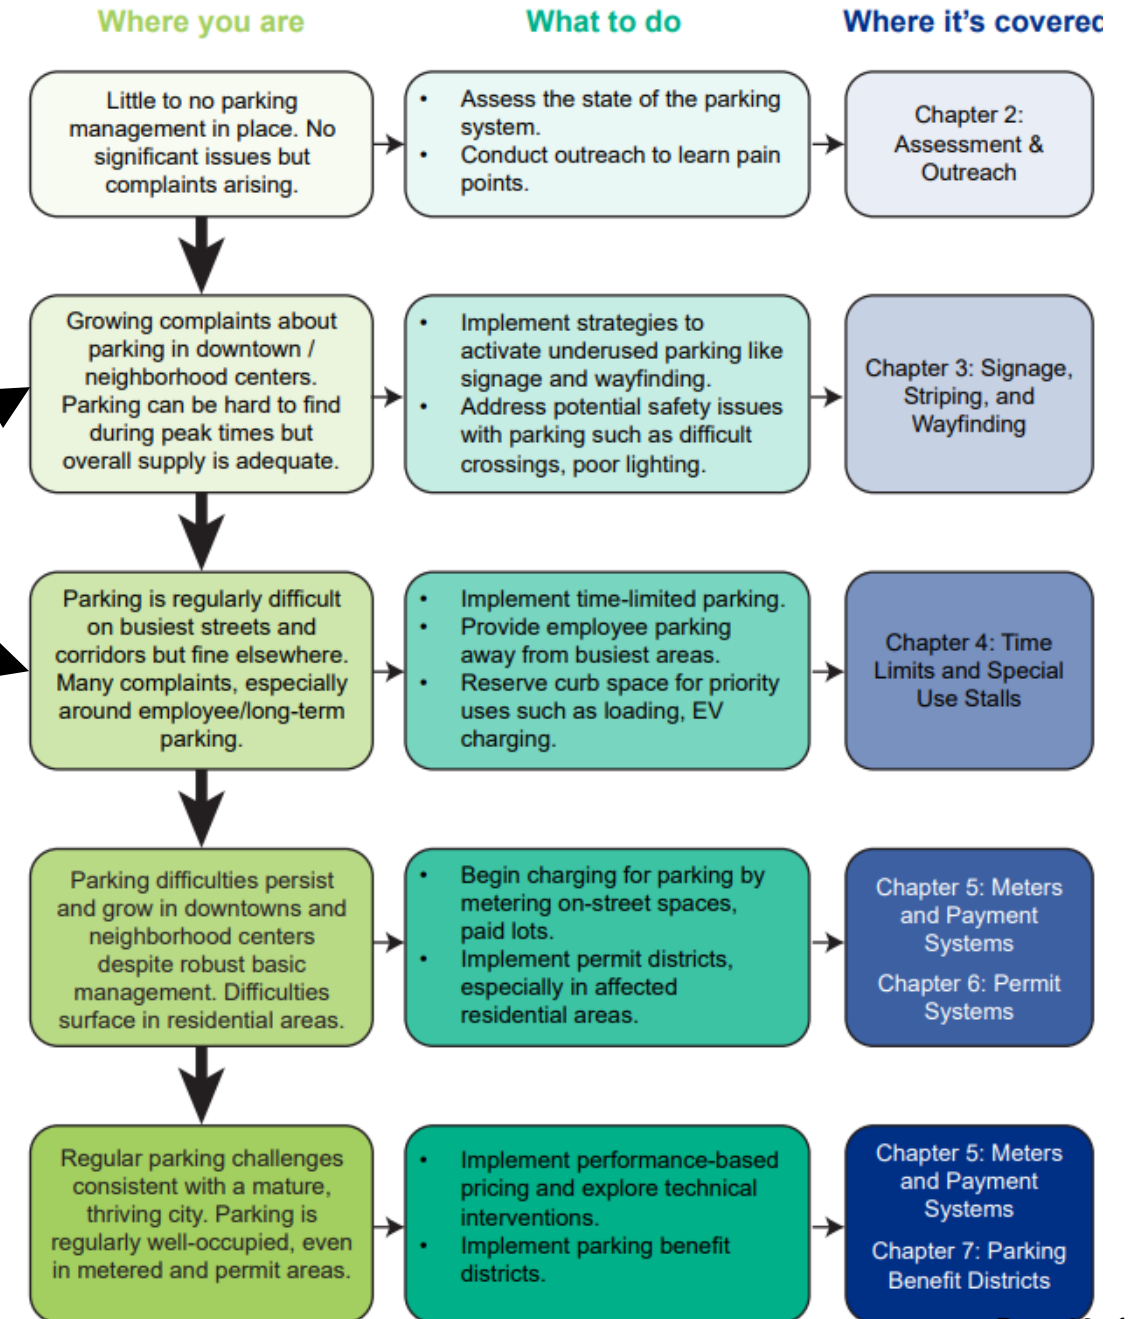 Where you are
What to do
Where it's covered
Little to no parking
management in place. No
significant issues but
complaints arising.
• Assess the state of the parking
system.
• Conduct outreach to learn pain
points.
Chapter 2:
Assessment &
Outreach
Growing complaints about
parking in downtown /
neighborhood centers.
Parking can be hard to find
during peak times but
overall supply is adequate.
• Implement strategies to
activate underused parking like
signage and wayfinding.
• Address potential safety issues
with parking such as difficult
crossings, poor lighting.
Chapter 3: Signage,
Striping, and
Wayfinding
Parking is regularly difficult
on busiest streets and
corridors but fine elsewhere.
Many complaints, especially
around employee/long-term
parking.
• Implement time-limited parking.
• Provide employee parking
away from busiest areas.
• Reserve curb space for priority
uses such as loading, EV
charging.
Chapter 4: Time
Limits and Special
Use Stalls
Parking difficulties persist
and grow in downtowns and
neighborhood centers
despite robust basic
management. Difficulties
surface in residential areas.
• Begin charging for parking by
metering on-street spaces,
paid lots.
• Implement permit districts,
especially in affected
residential areas.
Chapter 5: Meters
and Payment
Systems
Chapter 6: Permit
Systems
Regular parking challenges
consistent with a mature,
thriving city. Parking is
regularly well-occupied, even
in metered and permit areas.
• Implement performance-based
pricing and explore technical
interventions.
• Implement parking benefit
districts.
Chapter 5: Meters
and Payment
Systems
Chapter 7: Parking
Benefit Districts